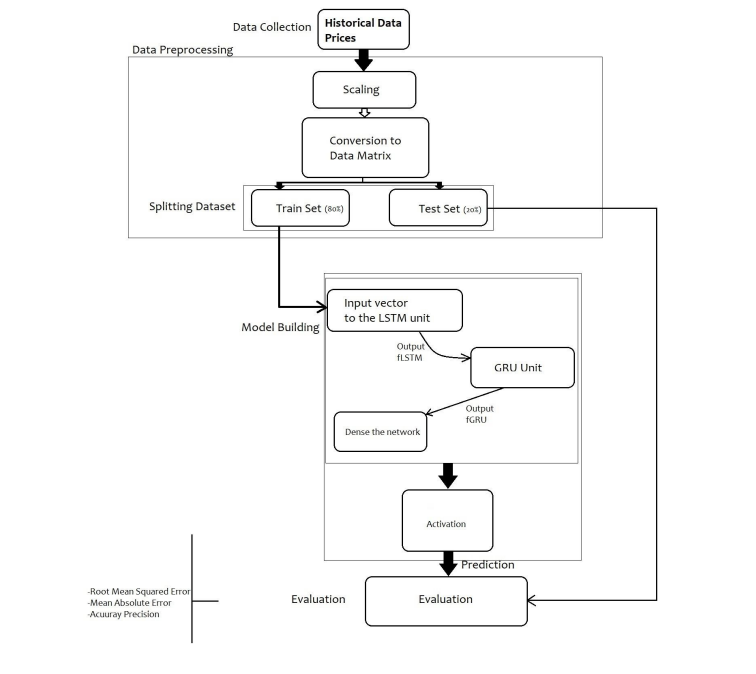 Data Collection
Historical Data
Prices
Data Preprocessing
Scaling
Conversion to
Data Matrix
Splitting Dataset
Train Set (80%)
Test Set (20%)
Input vector
to the LSTM unit
Model Building
Output
fLSTM
GRU Unit
Output
fGRU
Dense the network
Activation
Prediction
Evaluation
Evaluation
-Root Mean Squared Error
-Mean Absolute Error
-Acuuray Precision